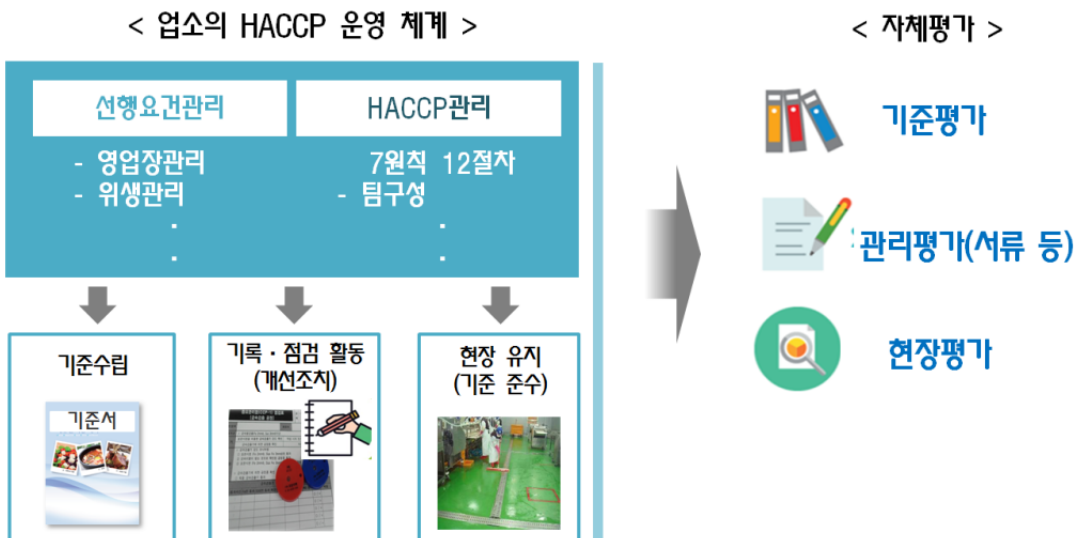 < 업소의 HACCP 운영 체계 >
선행요건관리
HACCP관리
- 영업장관리
- 위생관리
7원칙 12절차
- 팀구성
기준수립
기준서
기록·점검 활동
(개선조치)
현장 유지
(기준 준수)
< 자체평가 >
기준평가
관리평가(서류 등)
현장평가